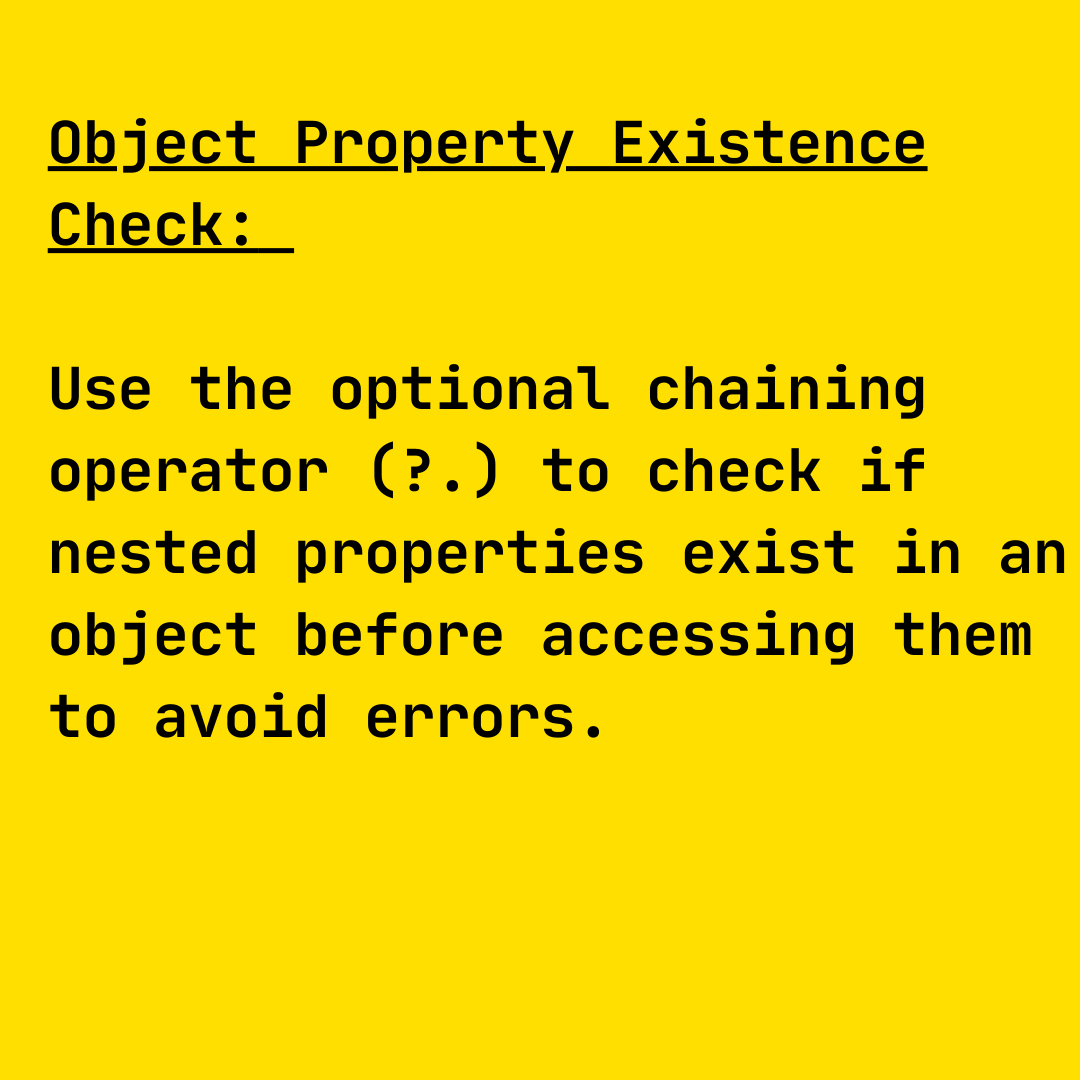 Object Property Existence
Check:
Use the optional chaining
operator (?.) to check if
nested properties exist in an
object before accessing them
to avoid errors.